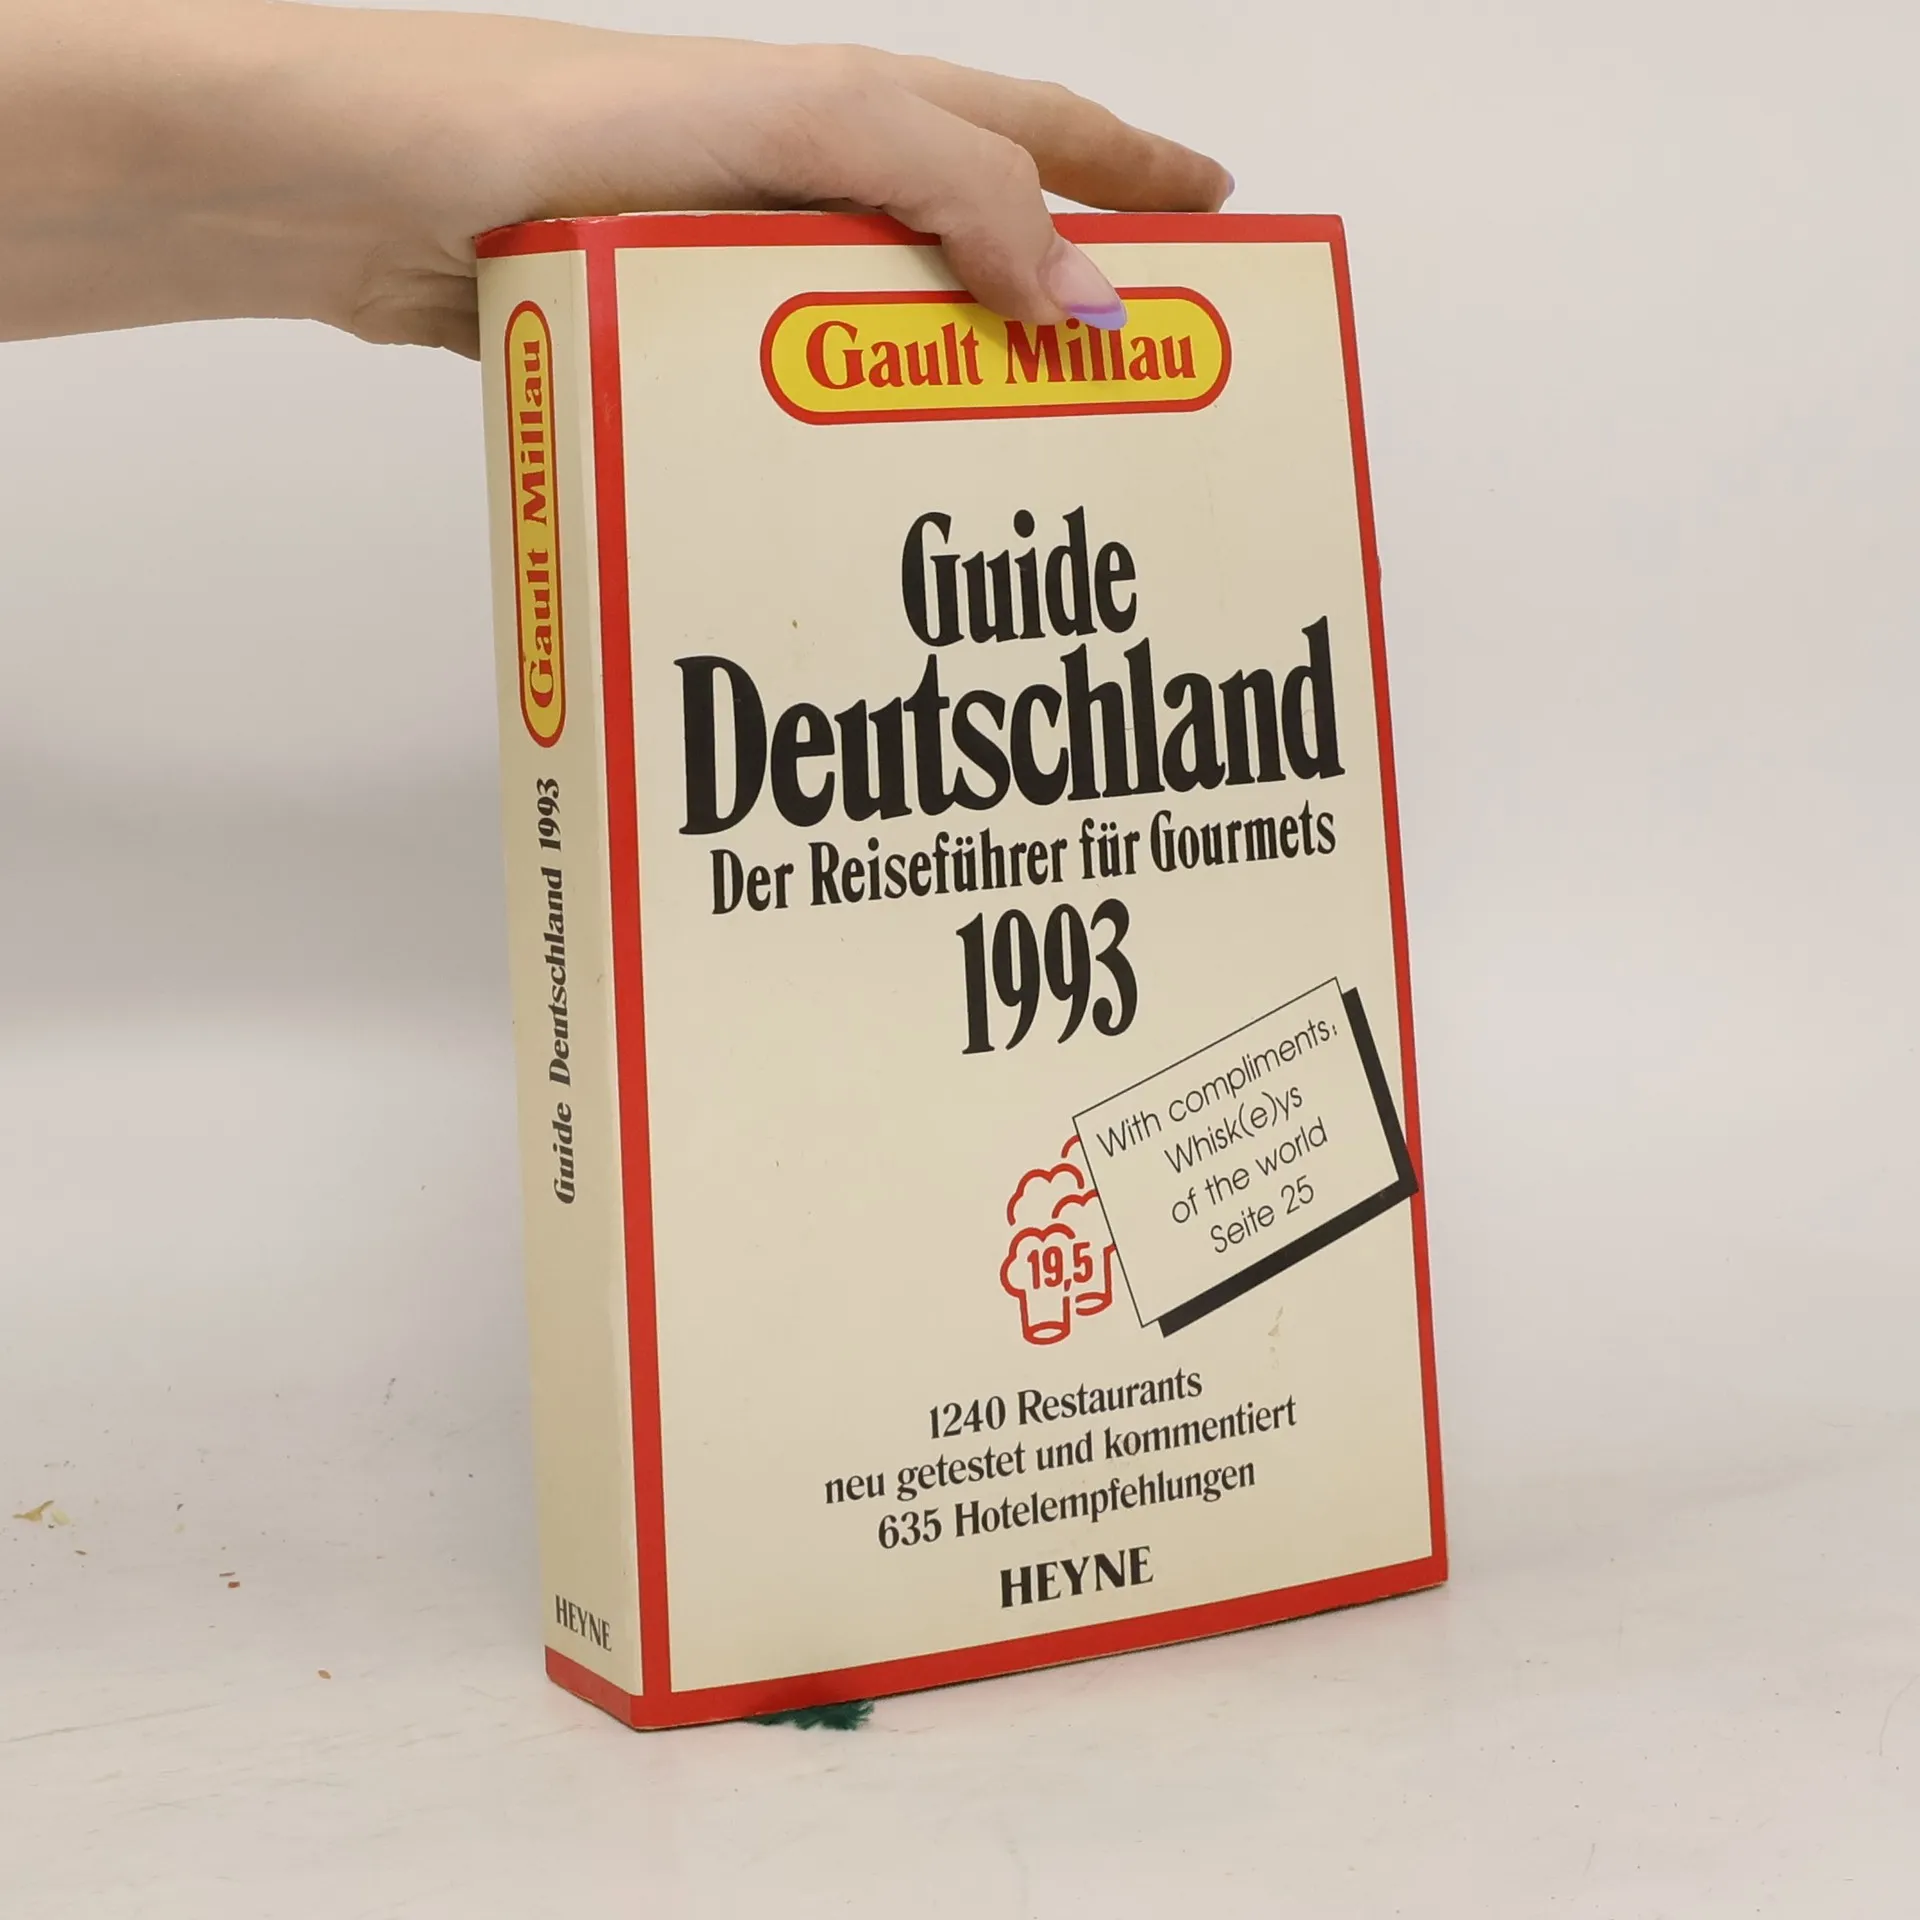 Gault Millau
Guide Deutschland 1993
HEYNE
Gault Millau
Guide
Deutschland
Der Reiseführer für Gourmets
1993
With compliments:
Whisk(e)ys
of the world
Seite 25
19,5
1240 Restaurants
neu getestet und kommentiert
635 Hotelempfehlungen
HEYNE